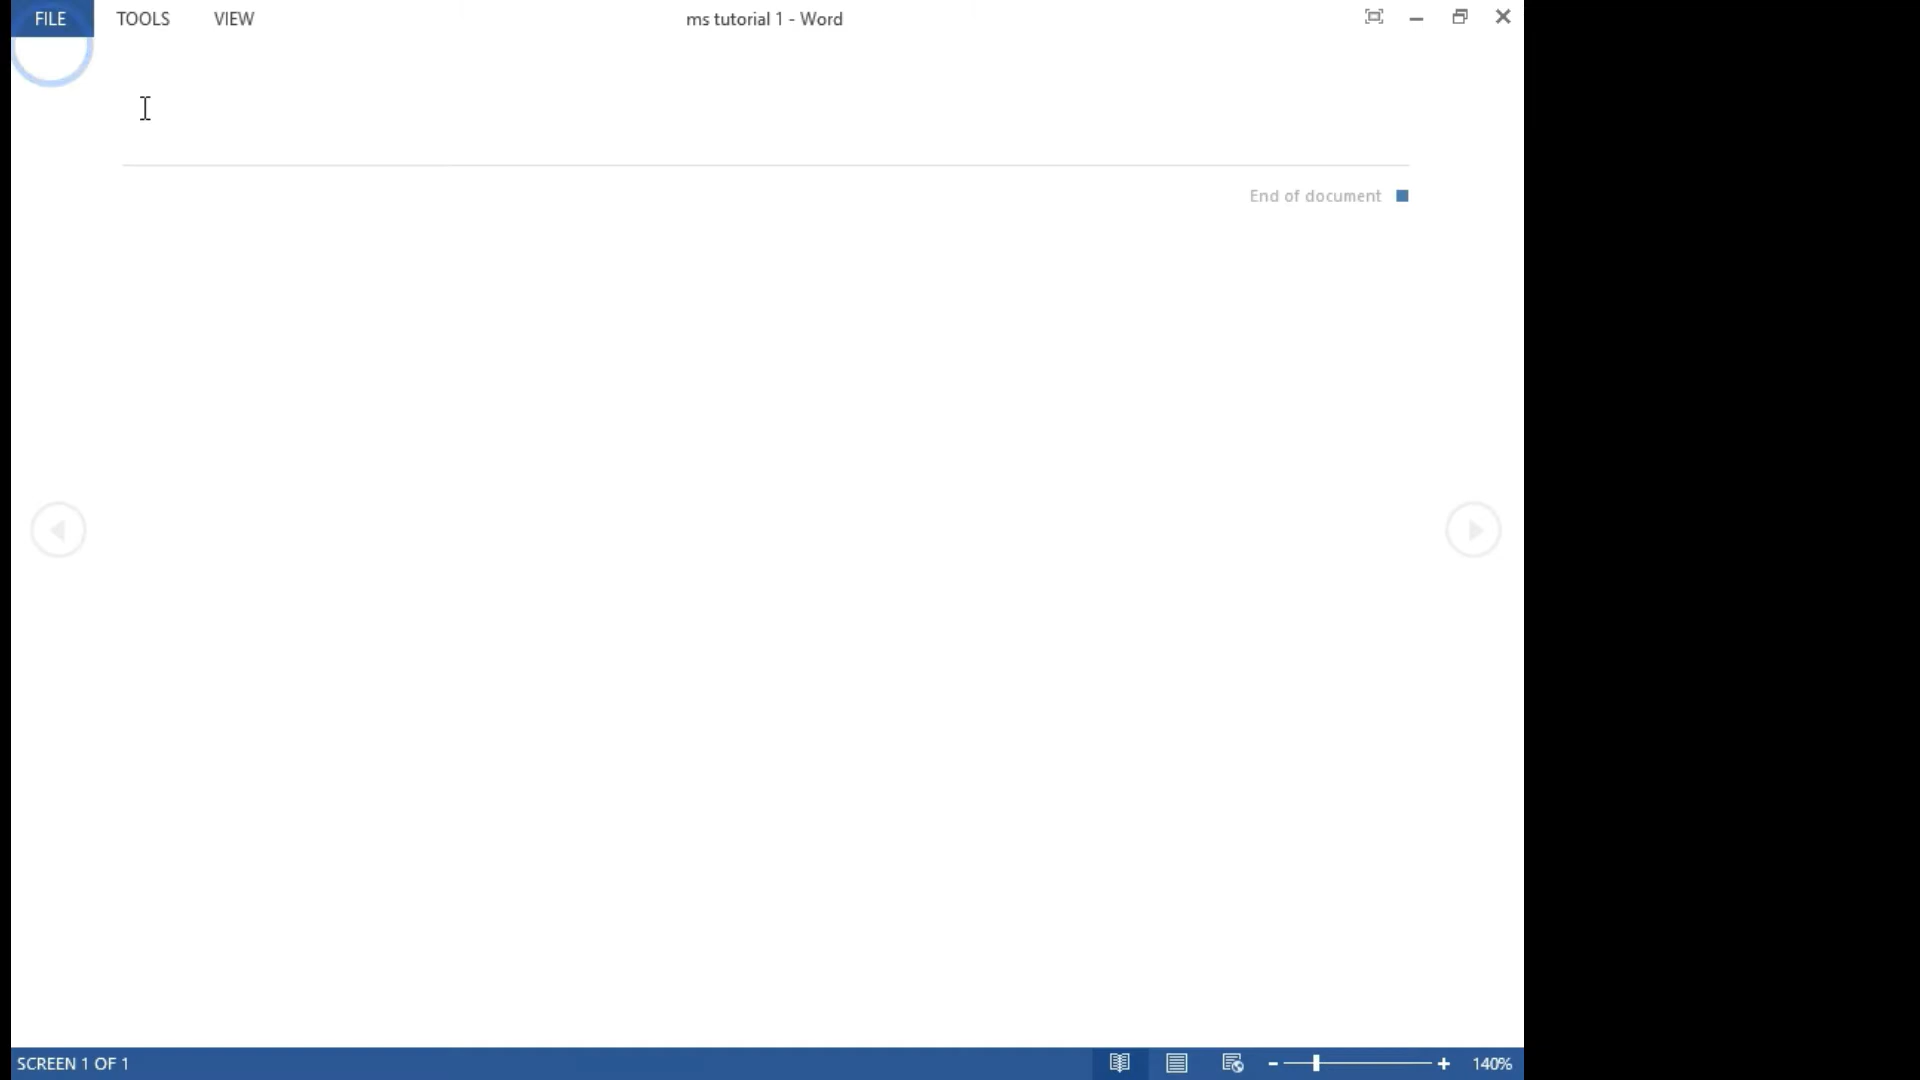 FILE TOOLS VIEW ms tutorial 1 - Word
End of document
SCREEN 1 OF 1 140%